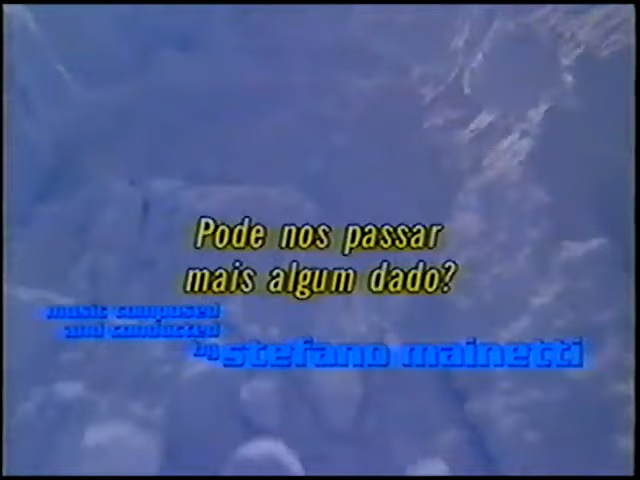 Pode nos passar
mais algum dado?
music composed
and conducted
by stefano mainetti